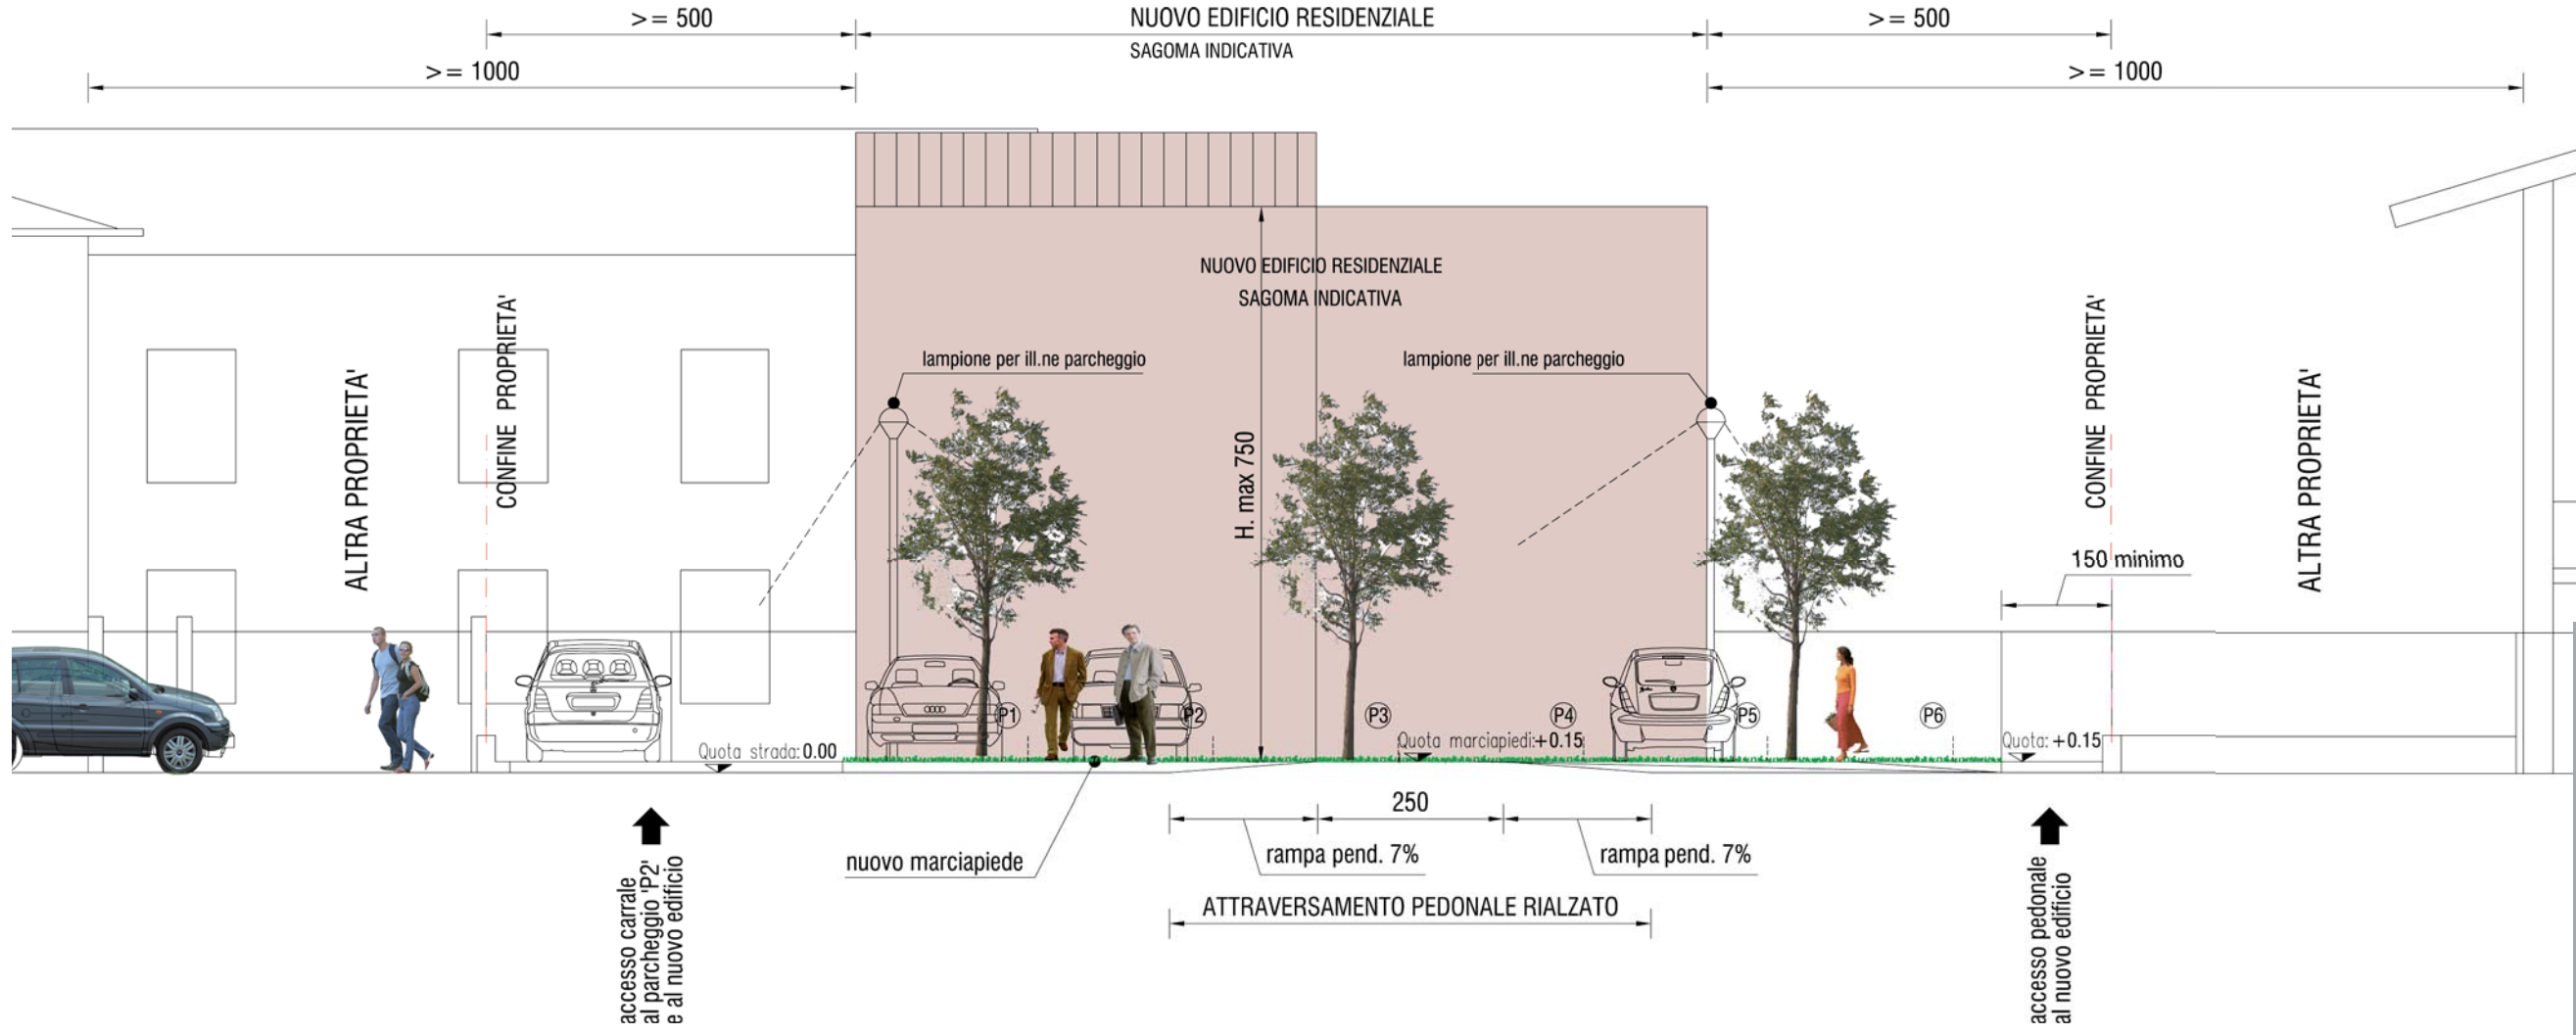 >= 500
NUOVO EDIFICIO RESIDENZIALE
>= 500
SAGOMA INDICATIVA
>= 1000
>= 1000
NUOVO EDIFICIO RESIDENZIALE
SAGOMA INDICATIVA
CONFINE PROPRIETA'
CONFINE PROPRIETA'
ALTRA PROPRIETA'
ALTRA PROPRIETA'
lampione per ill.ne parcheggio
lampione per ill.ne parcheggio
H. max 750
150 minimo
P1
P2
P3
P4
P5
P6
Quota strada: 0.00
Quota marciapiedi:+0.15
Quota: +0.15
250
nuovo marciapiede
rampa pend. 7%
rampa pend. 7%
ATTRAVERSAMENTO PEDONALE RIALZATO
accesso carrale
al parcheggio 'P2'
e al nuovo edificio
accesso pedonale
al nuovo edificio